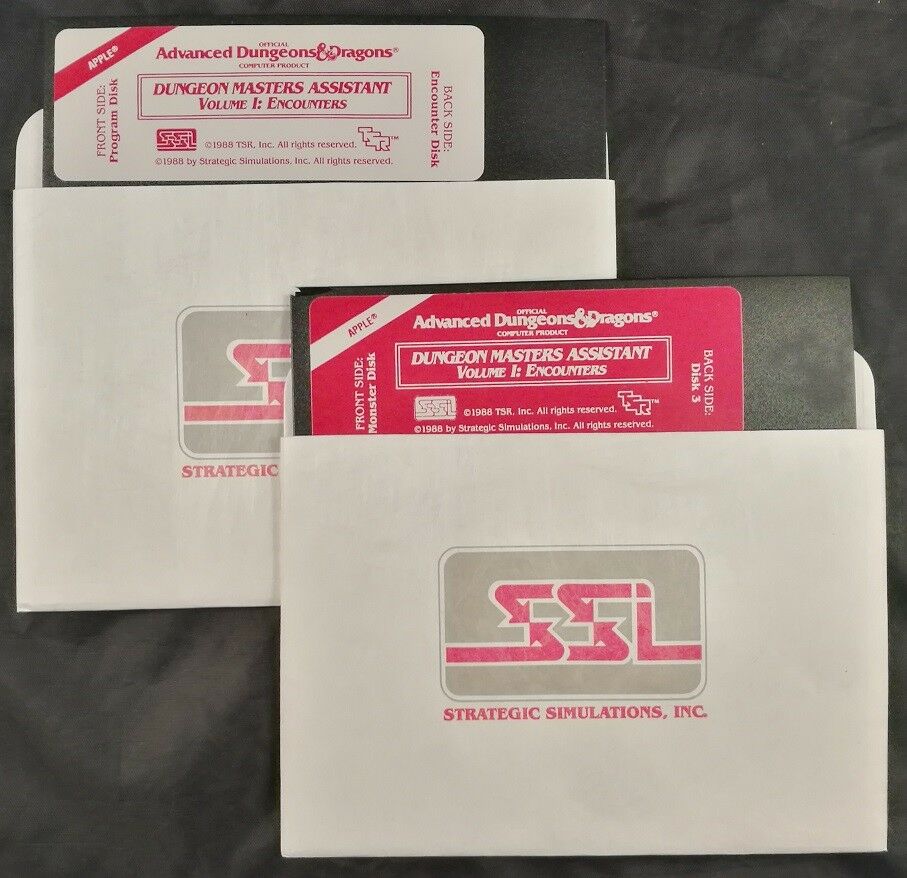 APPLE®
OFFICIAL
Advanced Dungeons&Dragons®
COMPUTER PRODUCT
DUNGEON MASTERS ASSISTANT
VOLUME I: ENCOUNTERS
FRONT SIDE:
Program Disk
BACK SIDE:
Encounter Disk
SSI
©1988 TSR, Inc. All rights reserved.
TSR™
©1988 by Strategic Simulations, Inc. All rights reserved.
STRATEGIC
APPLE®
OFFICIAL
Advanced Dungeons&Dragons®
COMPUTER PRODUCT
DUNGEON MASTERS ASSISTANT
VOLUME I: ENCOUNTERS
FRONT SIDE:
Monster Disk
BACK SIDE:
Disk 3
SSI
©1988 TSR, Inc. All rights reserved.
TSR™
©1988 by Strategic Simulations, Inc. All rights reserved.
SSI
STRATEGIC SIMULATIONS, INC.